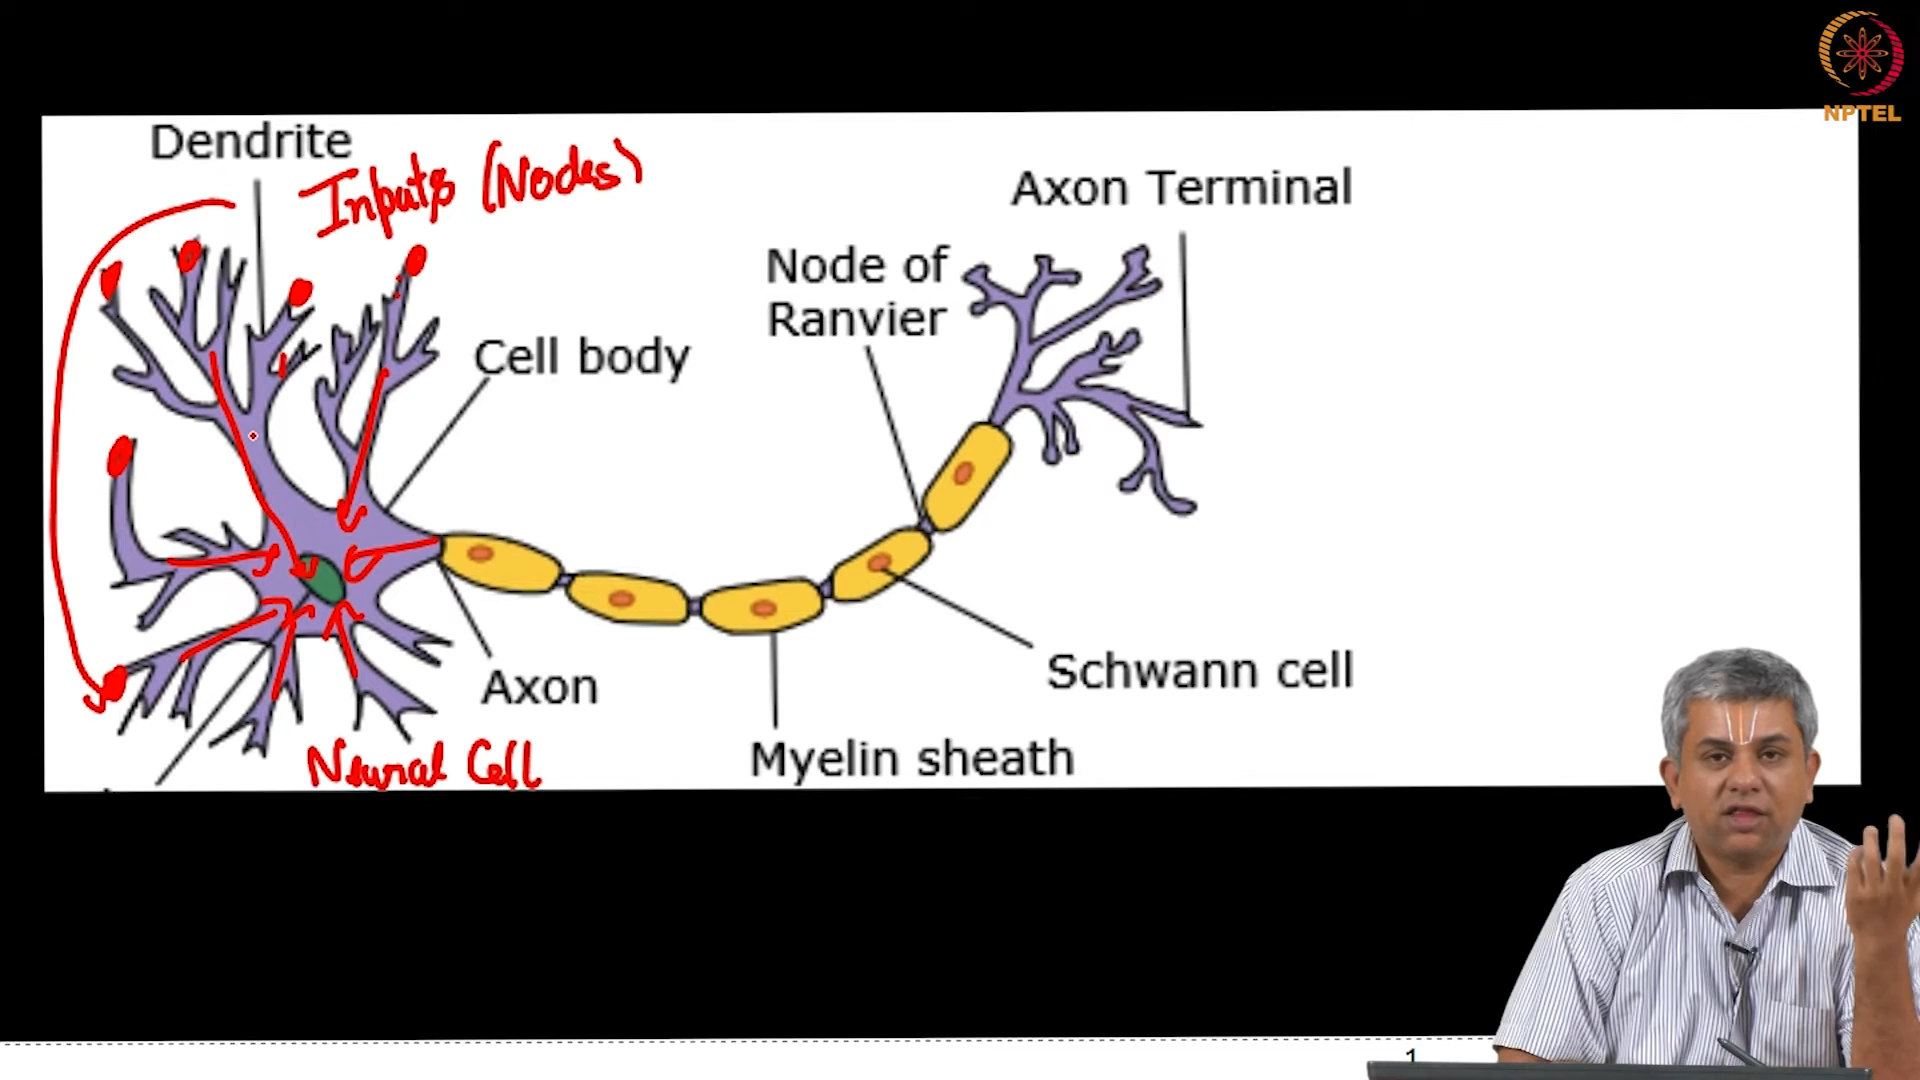 NPTEL
Dendrite
Inputs (Nodes)
Axon Terminal
Node of
Ranvier
Cell body
Axon
Schwann cell
Myelin sheath
Neural Cell
1